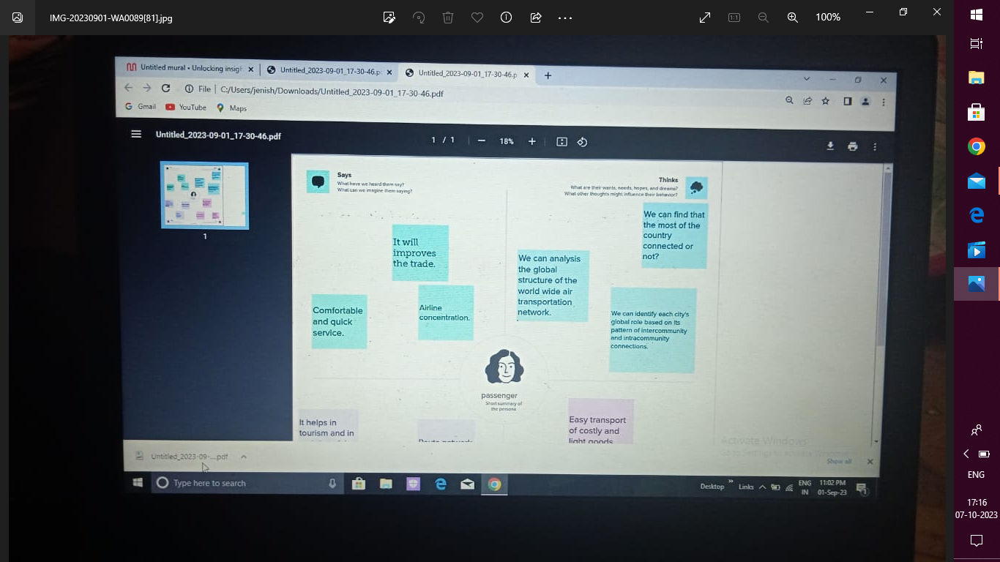 IMG-20230901-WA0089[81].jpg
100%
Untitled mural • Unlocking insigh
Untitled_2023-09-01_17-30-46.p
Untitled_2023-09-01_17-30-46.p
File | C:/Users/jenish/Downloads/Untitled_2023-09-01_17-30-46.pdf
Gmail YouTube Maps
Untitled_2023-09-01_17-30-46.pdf
1 / 1
18%
1
Says
What have we heard them say?
What can we imagine them saying?
Thinks
What are their wants, needs, hopes, and dreams?
What other thoughts might influence their behavior?
It will
improves
the trade.
Comfortable
and quick
service.
Airline
concentration.
We can analysis
the global
structure of the
world wide air
transportation
network.
We can find that
the most of the
country
connected or
not?
We can identify each city's
global role based on its
pattern of intercommunity
and intracommunity
connections.
passenger
Short summary of
the persona
It helps in
tourism and in
Route network
Easy transport
of costly and
light goods
Activate Windows
Go to Settings to activate Windows
Untitled_2023-09-....pdf
Show all
Type here to search
Desktop
Links
ENG
IN
11:02 PM
01-Sep-23
ENG
17:16
07-10-2023